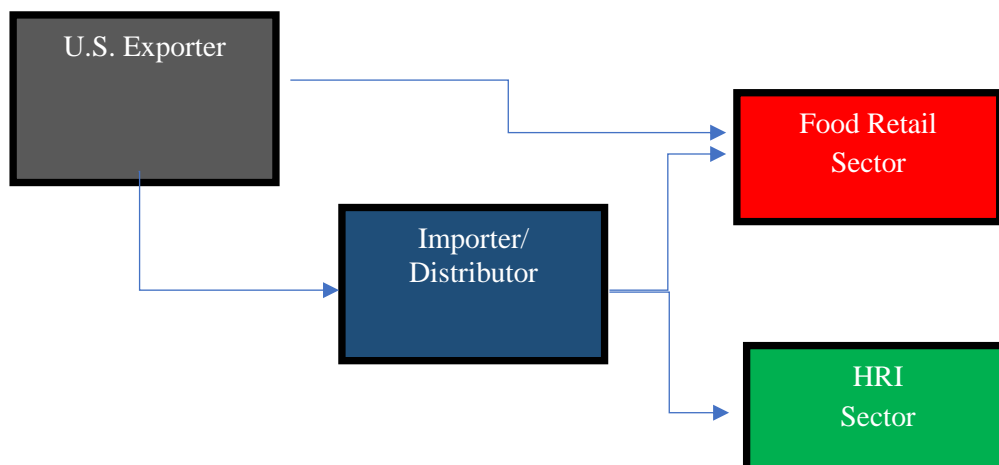 U.S. Exporter
Food Retail
Sector
Importer/
Distributor
HRI
Sector